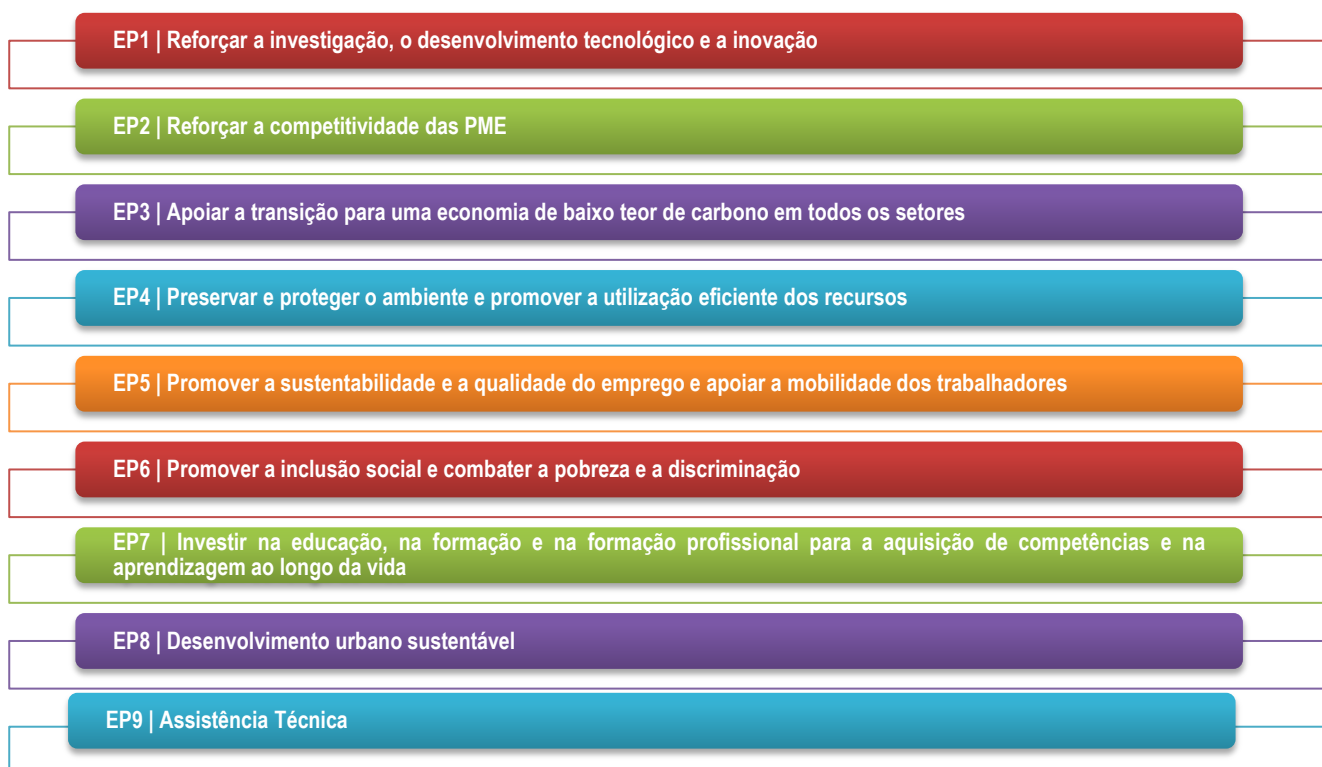 EP1 | Reforçar a investigação, o desenvolvimento tecnológico e a inovação
EP2 | Reforçar a competitividade das PME
EP3 | Apoiar a transição para uma economia de baixo teor de carbono em todos os setores
EP4 | Preservar e proteger o ambiente e promover a utilização eficiente dos recursos
EP5 | Promover a sustentabilidade e a qualidade do emprego e apoiar a mobilidade dos trabalhadores
EP6 | Promover a inclusão social e combater a pobreza e a discriminação
EP7 | Investir na educação, na formação e na formação profissional para a aquisição de competências e na
aprendizagem ao longo da vida
EP8 | Desenvolvimento urbano sustentável
EP9 | Assistência Técnica